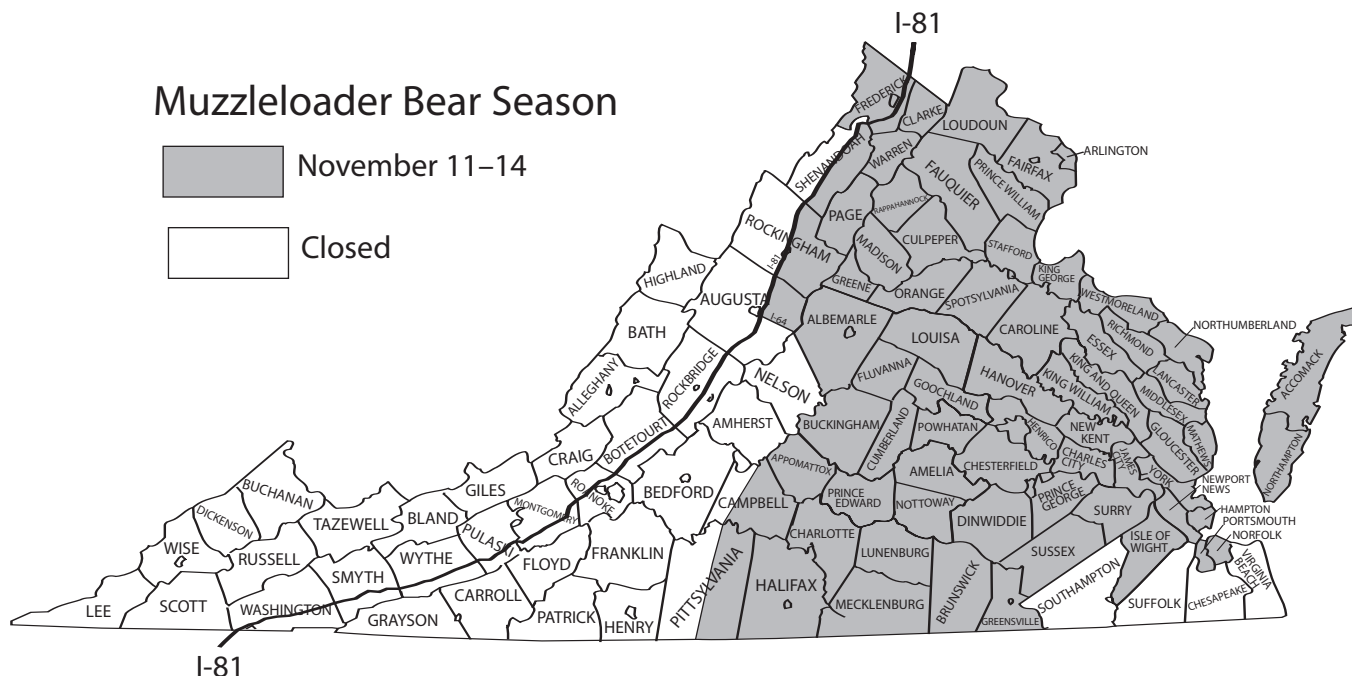 I-81
Muzzleloader Bear Season
November 11–14
Closed
FREDERICK
CLARKE
LOUDOUN
SHENANDOAH
WARREN
FAIRFAX
ARLINGTON
FAUQUIER
PRINCE WILLIAM
ROCKINGHAM
PAGE
RAPPAHANNOCK
MADISON
CULPEPER
STAFFORD
I-81
HIGHLAND
AUGUSTA
GREENE
ORANGE
SPOTSYLVANIA
KING
GEORGE
WESTMORELAND
I-64
ALBEMARLE
BATH
LOUISA
CAROLINE
ESSEX
RICHMOND
NORTHUMBERLAND
ALLEGHANY
ROCKBRIDGE
NELSON
FLUVANNA
GOOCHLAND
HANOVER
KING WILLIAM
KING AND QUEEN
LANCASTER
MIDDLESEX
ACCOMACK
AMHERST
BUCKINGHAM
CUMBERLAND
POWHATAN
HENRICO
NEW
KENT
GLOUCESTER
MATHEWS
BOTETOURT
CRAIG
APPOMATTOX
AMELIA
CHESTERFIELD
CHARLES
CITY
JAMES
CITY
YORK
NORTHAMPTON
BUCHANAN
GILES
ROANOKE
BEDFORD
CAMPBELL
PRINCE
EDWARD
NOTTOWAY
PRINCE
GEORGE
NEWPORT
NEWS
DICKENSON
TAZEWELL
BLAND
MONTGOMERY
DINWIDDIE
SURRY
HAMPTON
PORTSMOUTH
NORFOLK
WISE
RUSSELL
WYTHE
PULASKI
FLOYD
FRANKLIN
CHARLOTTE
LUNENBURG
SUSSEX
ISLE OF
WIGHT
VIRGINIA
BEACH
LEE
SCOTT
WASHINGTON
SMYTH
GRAYSON
CARROLL
PATRICK
HENRY
PITTSYLVANIA
HALIFAX
MECKLENBURG
BRUNSWICK
GREENSVILLE
SOUTHAMPTON
SUFFOLK
CHESAPEAKE
I-81